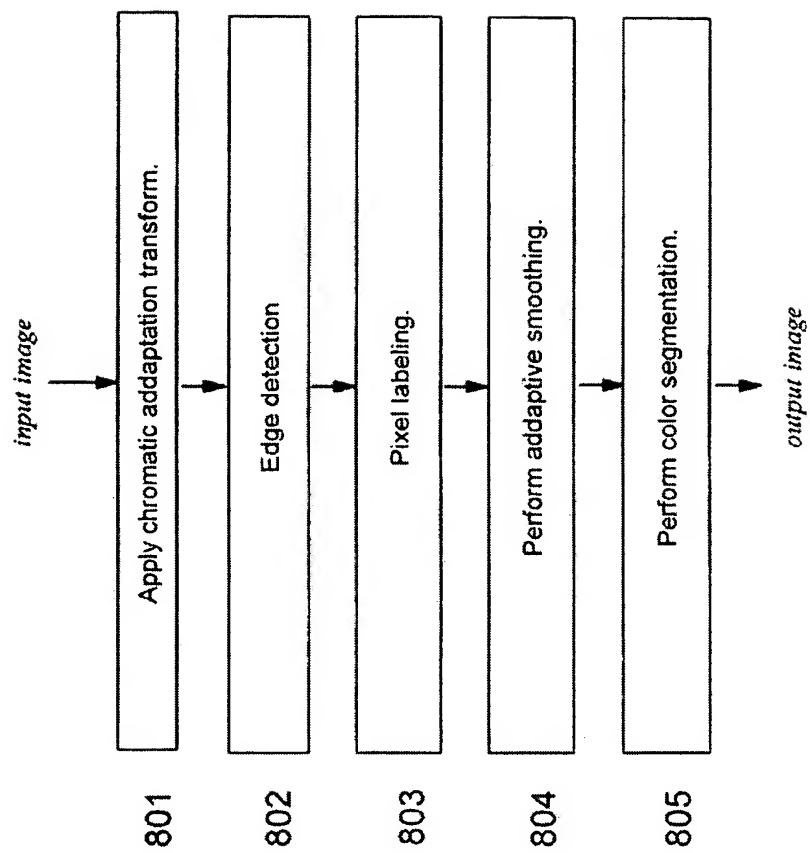 input image
801
Apply chromatic addaptation transform.
802
Edge detection
803
Pixel labeling.
804
Perform addaptive smoothing.
805
Perform color segmentation.
output image